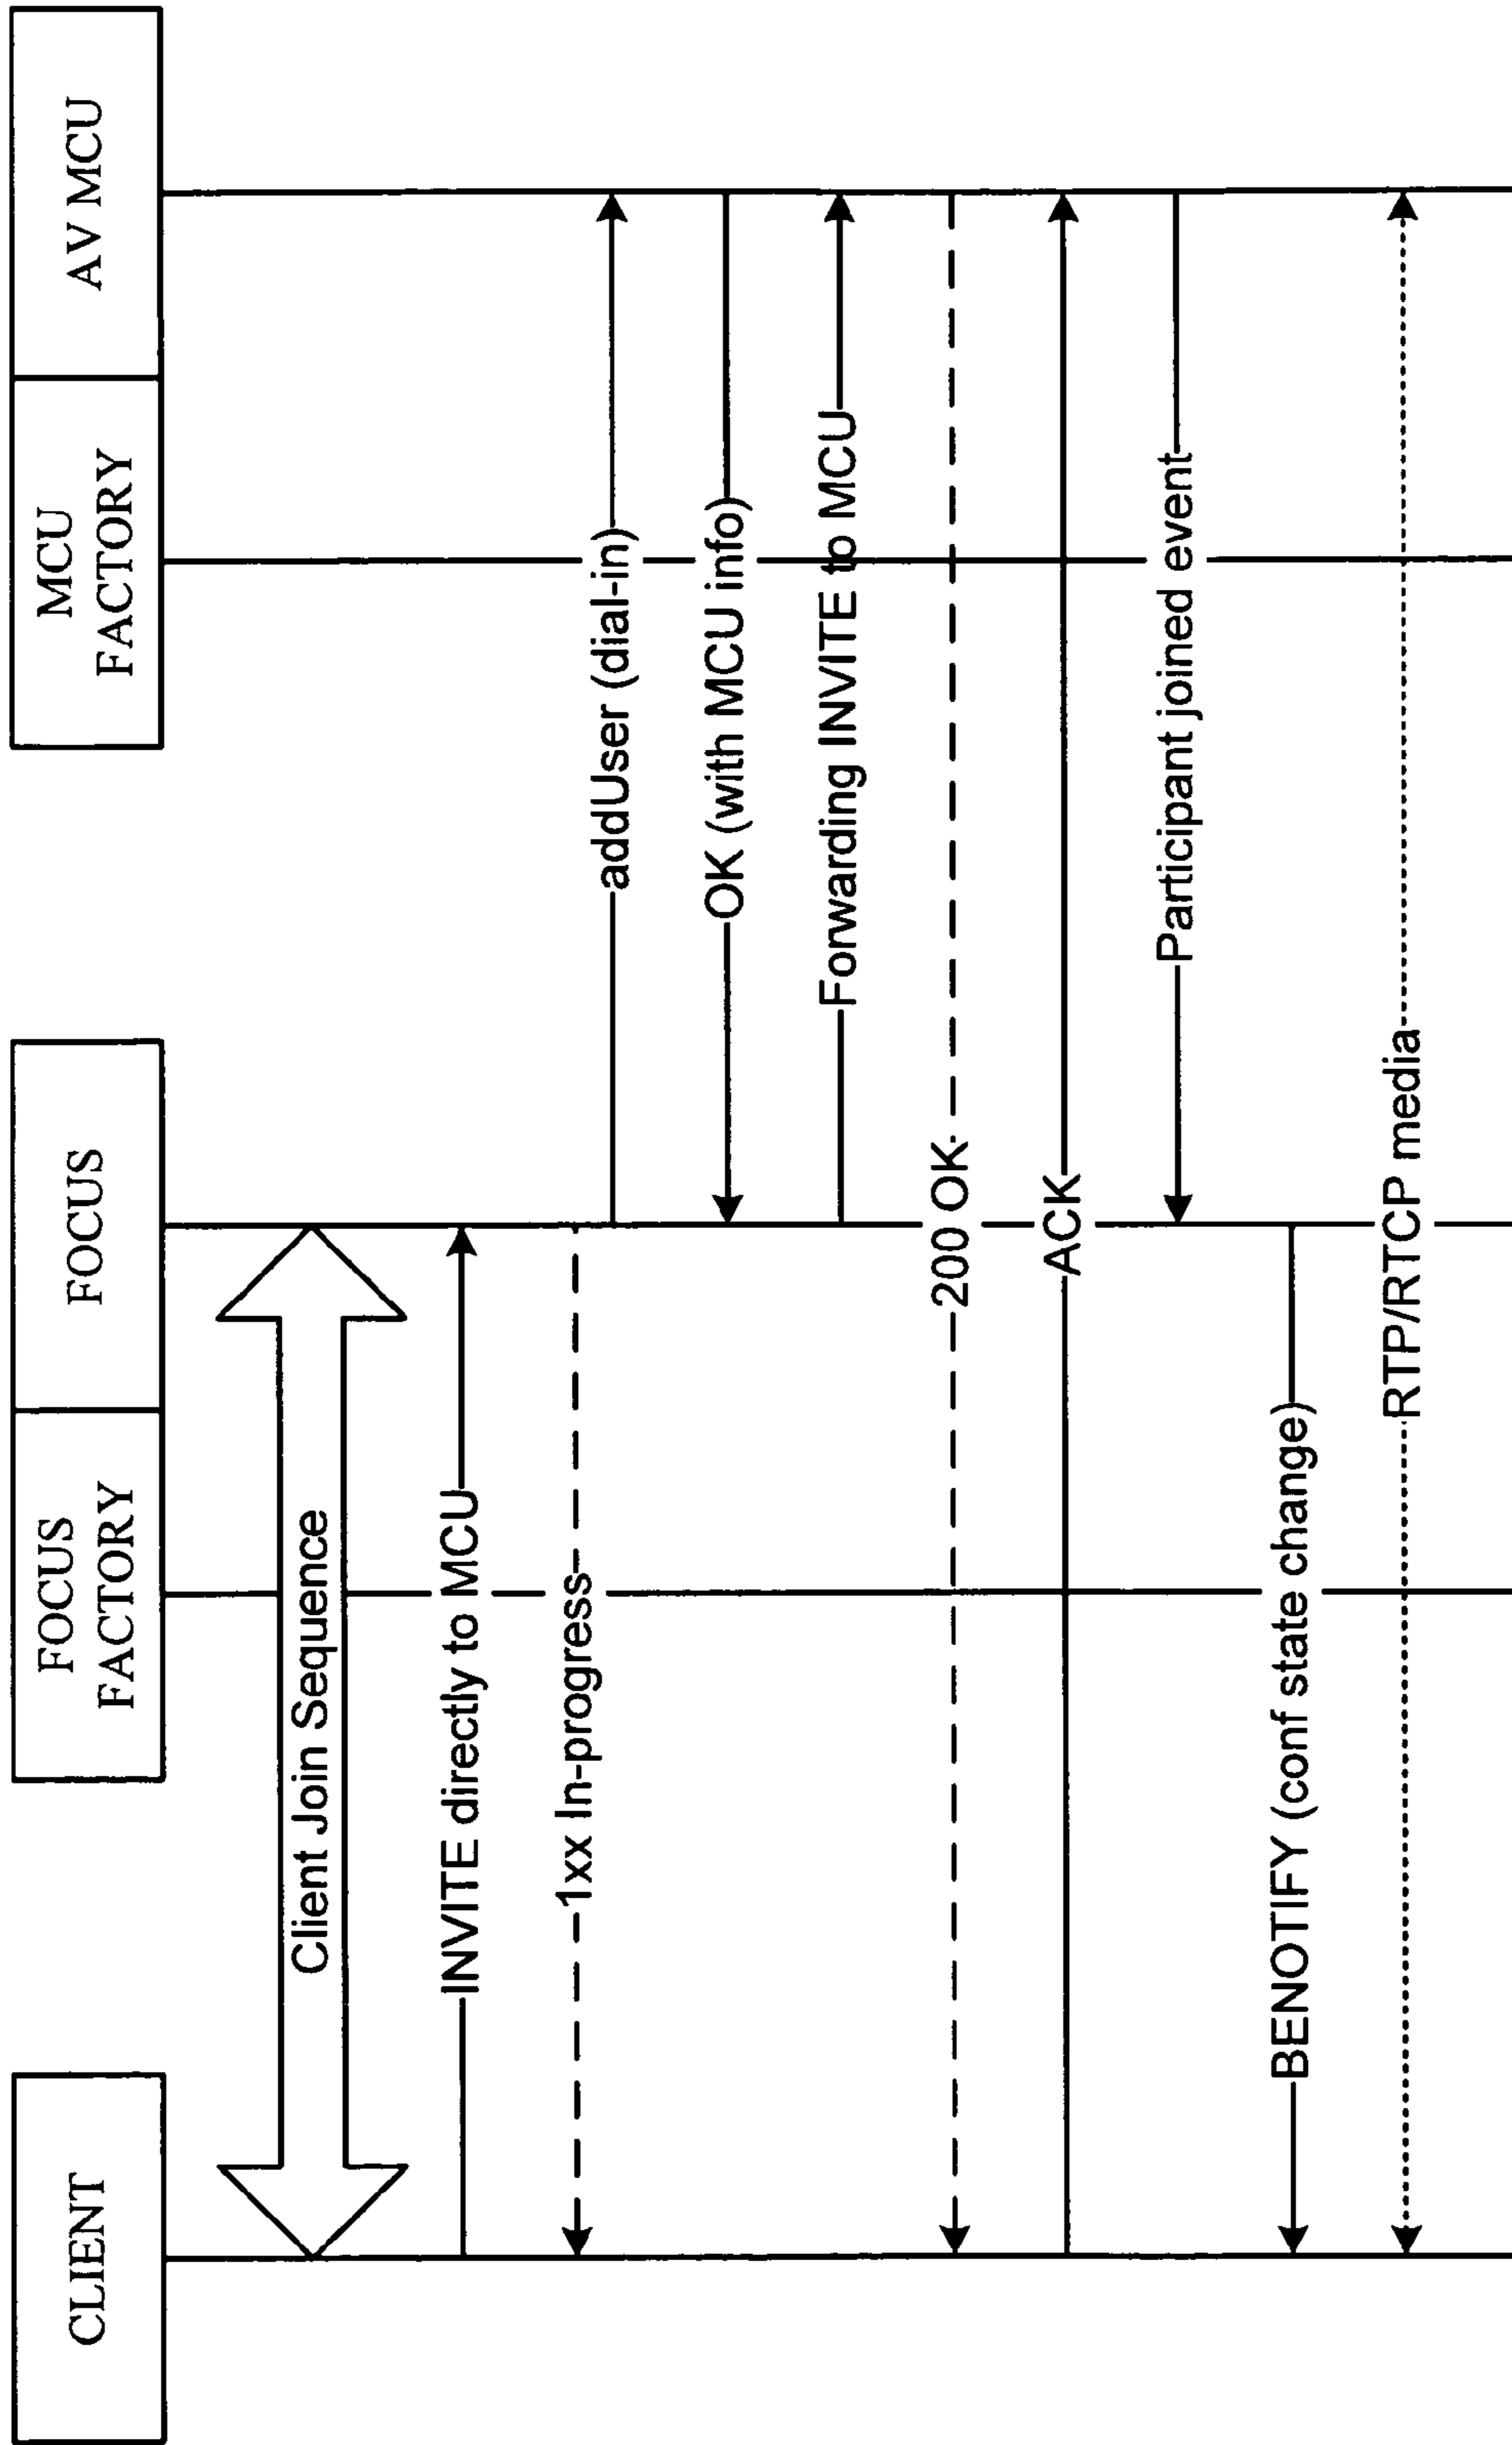 CLIENT
FOCUS
FACTORY
FOCUS
MCU
FACTORY
AV MCU
Client Join Sequence
INVITE directly to MCU
1xx In-progress
addUser (dial-in)
OK (with MCU info)
Forwarding INVITE to MCU
200 OK
ACK
Participant joined event
BENOTIFY (conf state change)
RTP/RTCP media